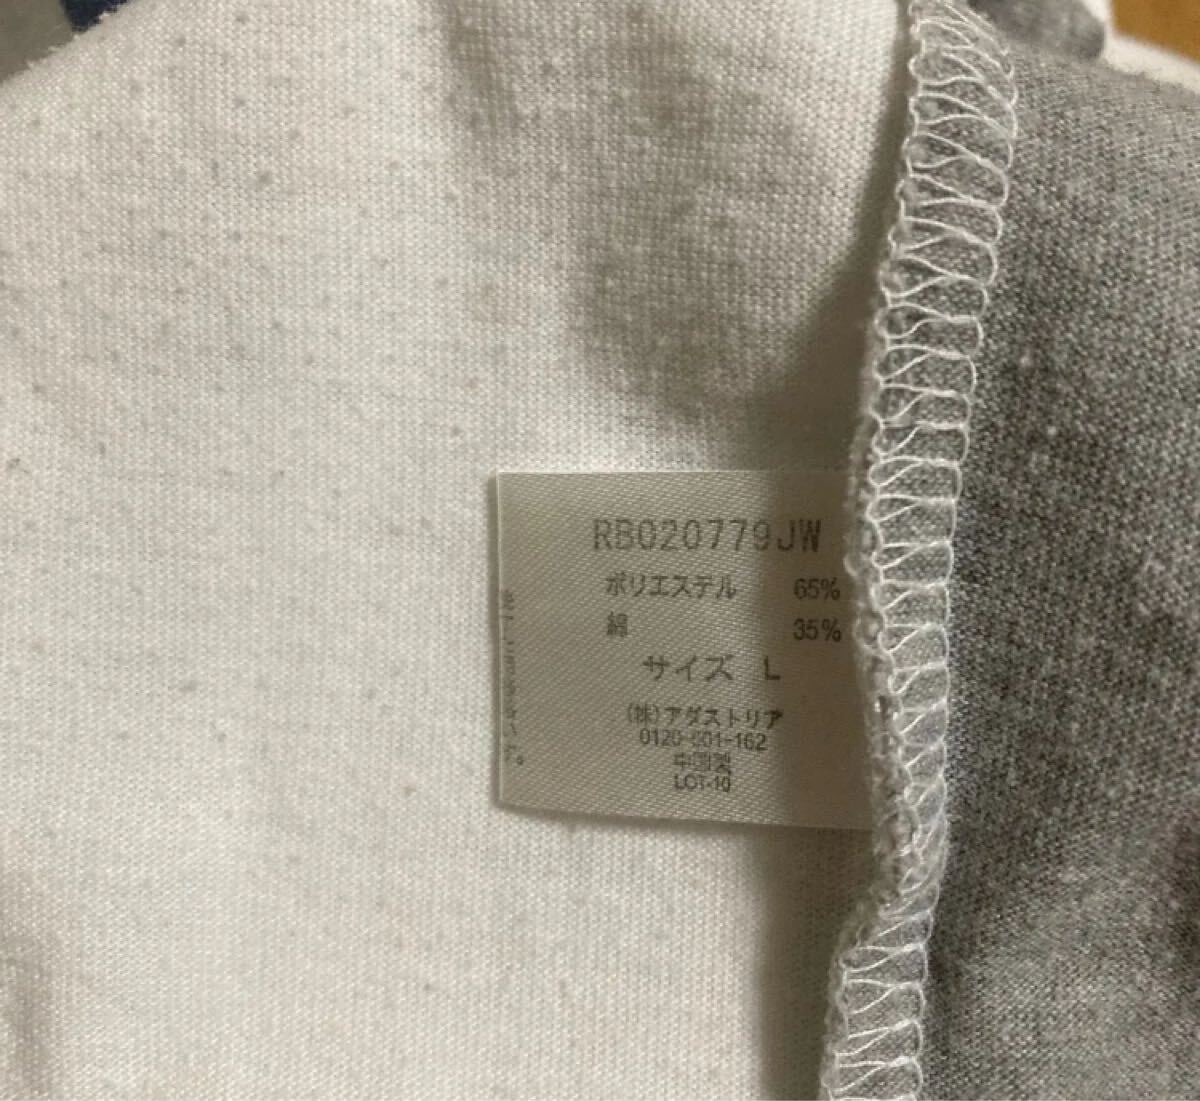 RB020779JW
ポリエステル 65%
綿 35%
サイズ L
(株)アダストリア
0120-601-162
中国製
LOT-10